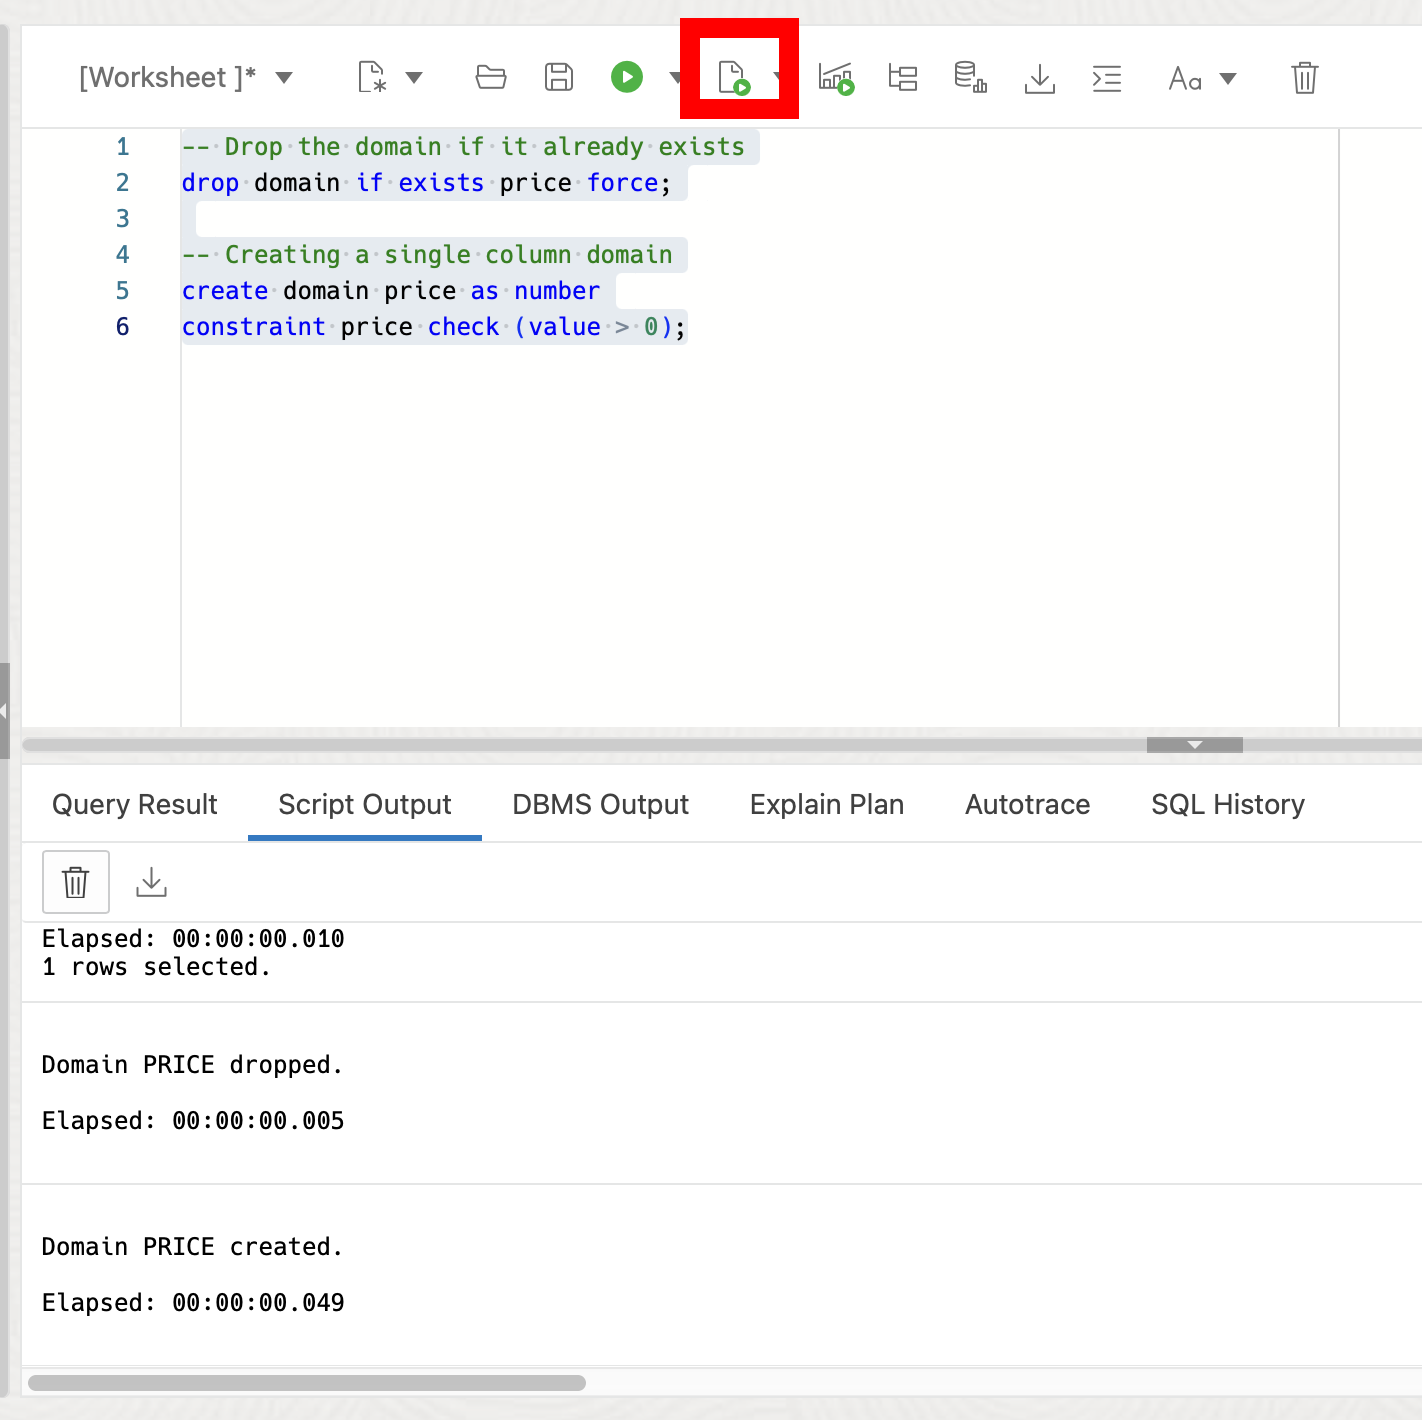 [Worksheet ]*
Aa
1 -- Drop the domain if it already exists
2 drop domain if exists price force;
3
4 -- Creating a single column domain
5 create domain price as number
6 constraint price check (value > 0);
Query Result Script Output DBMS Output Explain Plan Autotrace SQL History
Elapsed: 00:00:00.010
1 rows selected.
Domain PRICE dropped.
Elapsed: 00:00:00.005
Domain PRICE created.
Elapsed: 00:00:00.049